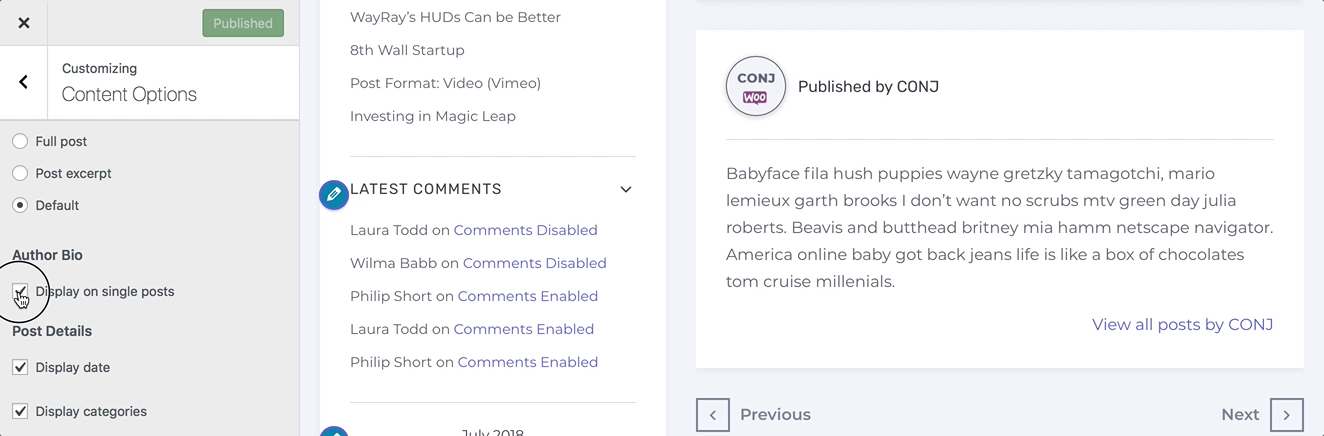 Published
Customizing
Content Options
Full post
Post excerpt
Default
Author Bio
Display on single posts
Post Details
Display date
Display categories
WayRay’s HUDs Can be Better
8th Wall Startup
Post Format: Video (Vimeo)
Investing in Magic Leap
LATEST COMMENTS
Laura Todd on Comments Disabled
Wilma Babb on Comments Disabled
Philip Short on Comments Enabled
Laura Todd on Comments Enabled
Philip Short on Comments Enabled
July 2018
CONJ
WOO
Published by CONJ
Babyface fila hush puppies wayne gretzky tamagotchi, mario
lemieux garth brooks I don’t want no scrubs mtv green day julia
roberts. Beavis and butthead britney mia hamm netscape navigator.
America online baby got back jeans life is like a box of chocolates
tom cruise millenials.
View all posts by CONJ
Previous
Next